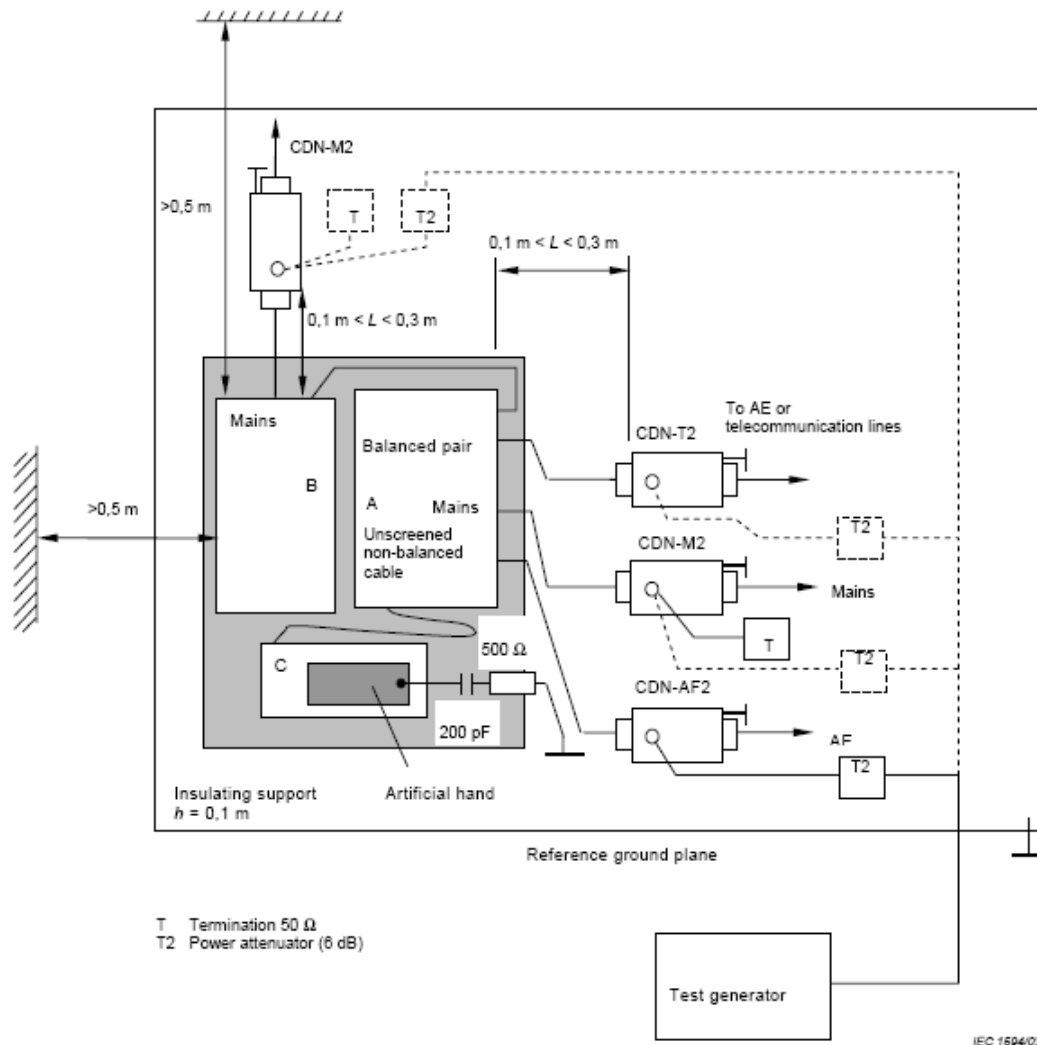 CDN-M2
>0,5 m
T
T2
0,1 m < L < 0,3 m
0,1 m < L < 0,3 m
To AE or
telecommunication lines
CDN-T2
Mains
Balanced pair
B
A
Mains
>0,5 m
Unscreened
non-balanced
cable
T2
CDN-M2
Mains
T
T2
500 Ω
C
CDN-AF2
200 pF
AF
T2
Insulating support
h = 0,1 m
Artificial hand
Reference ground plane
T Termination 50 Ω
T2 Power attenuator (6 dB)
Test generator